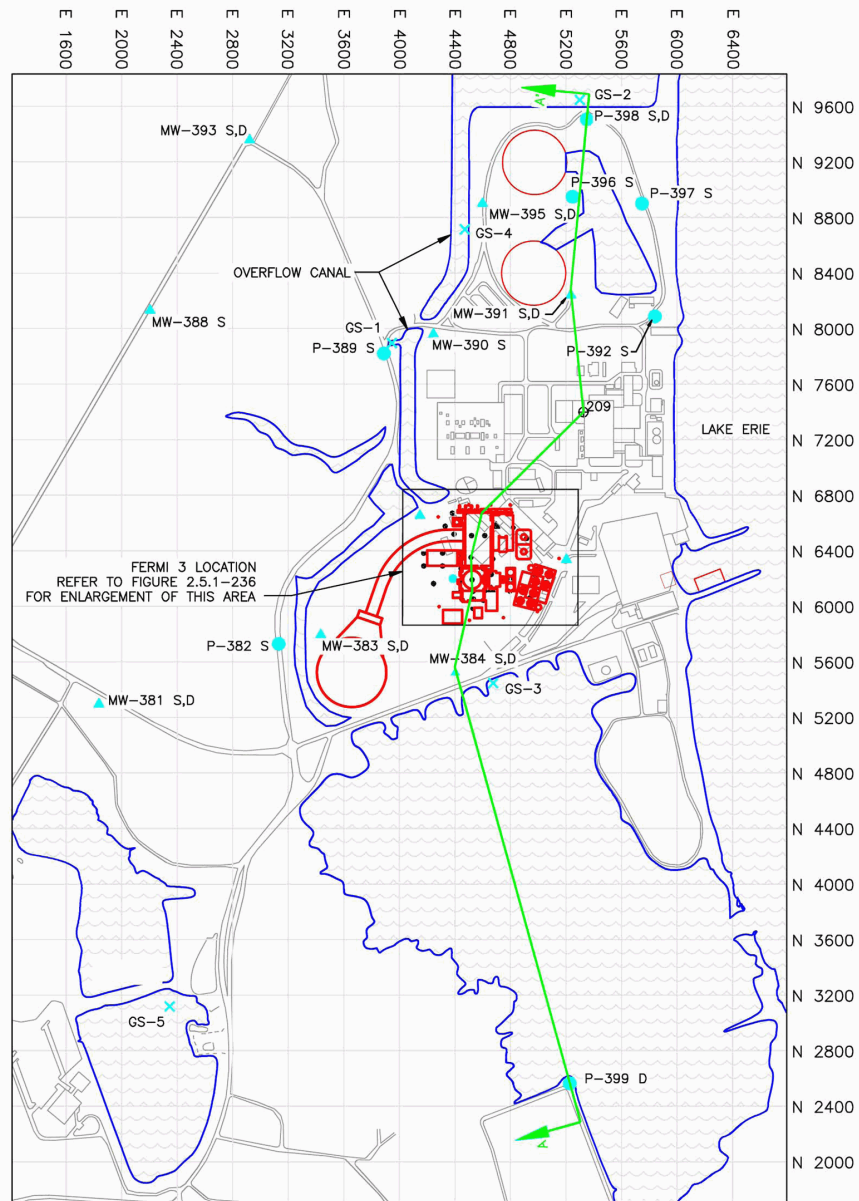 E 1600
E 2000
E 2400
E 2800
E 3200
E 3600
E 4000
E 4400
E 4800
E 5200
E 5600
E 6000
E 6400
N 9600
N 9200
N 8800
N 8400
N 8000
N 7600
N 7200
N 6800
N 6400
N 6000
N 5600
N 5200
N 4800
N 4400
N 4000
N 3600
N 3200
N 2800
N 2400
N 2000
A'
GS-2
P-398 S,D
MW-393 S,D
P-396 S
P-397 S
MW-395 S,D
GS-4
OVERFLOW CANAL
MW-388 S
MW-391 S,D
GS-1
P-389 S
MW-390 S
P-392 S
209
LAKE ERIE
FERMI 3 LOCATION
REFER TO FIGURE 2.5.1-236
FOR ENLARGEMENT OF THIS AREA
P-382 S
MW-383 S,D
MW-384 S,D
GS-3
MW-381 S,D
GS-5
P-399 D
A